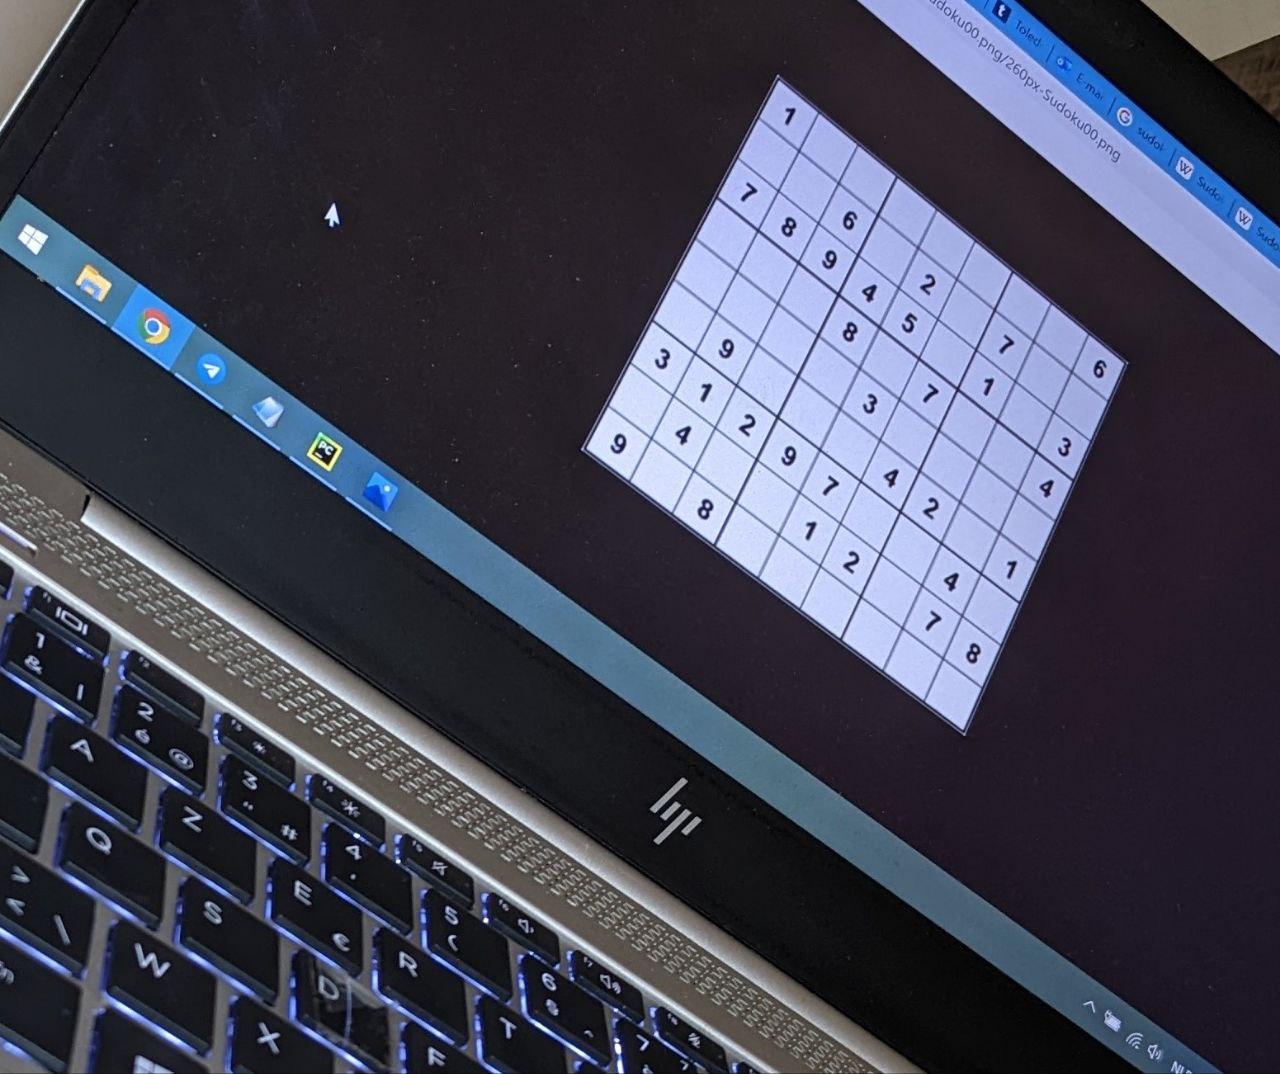 doku00.png/260px-Sudoku00.png
Toled
E-mai
sudo
Sudo
Sudo
1 6
6 2 7
7 8 9 4 5 1 3
8 7 4
3
9 4 2 1
3 1 2 9 7 4
4 1 2 7 8
9 8
PC
hp
1
&
|
2
é @
3
" #
4
'
5
(
6
§ ^
7
A
Z
E
€
R
T
Q
S
D
F
>
< \
W
X